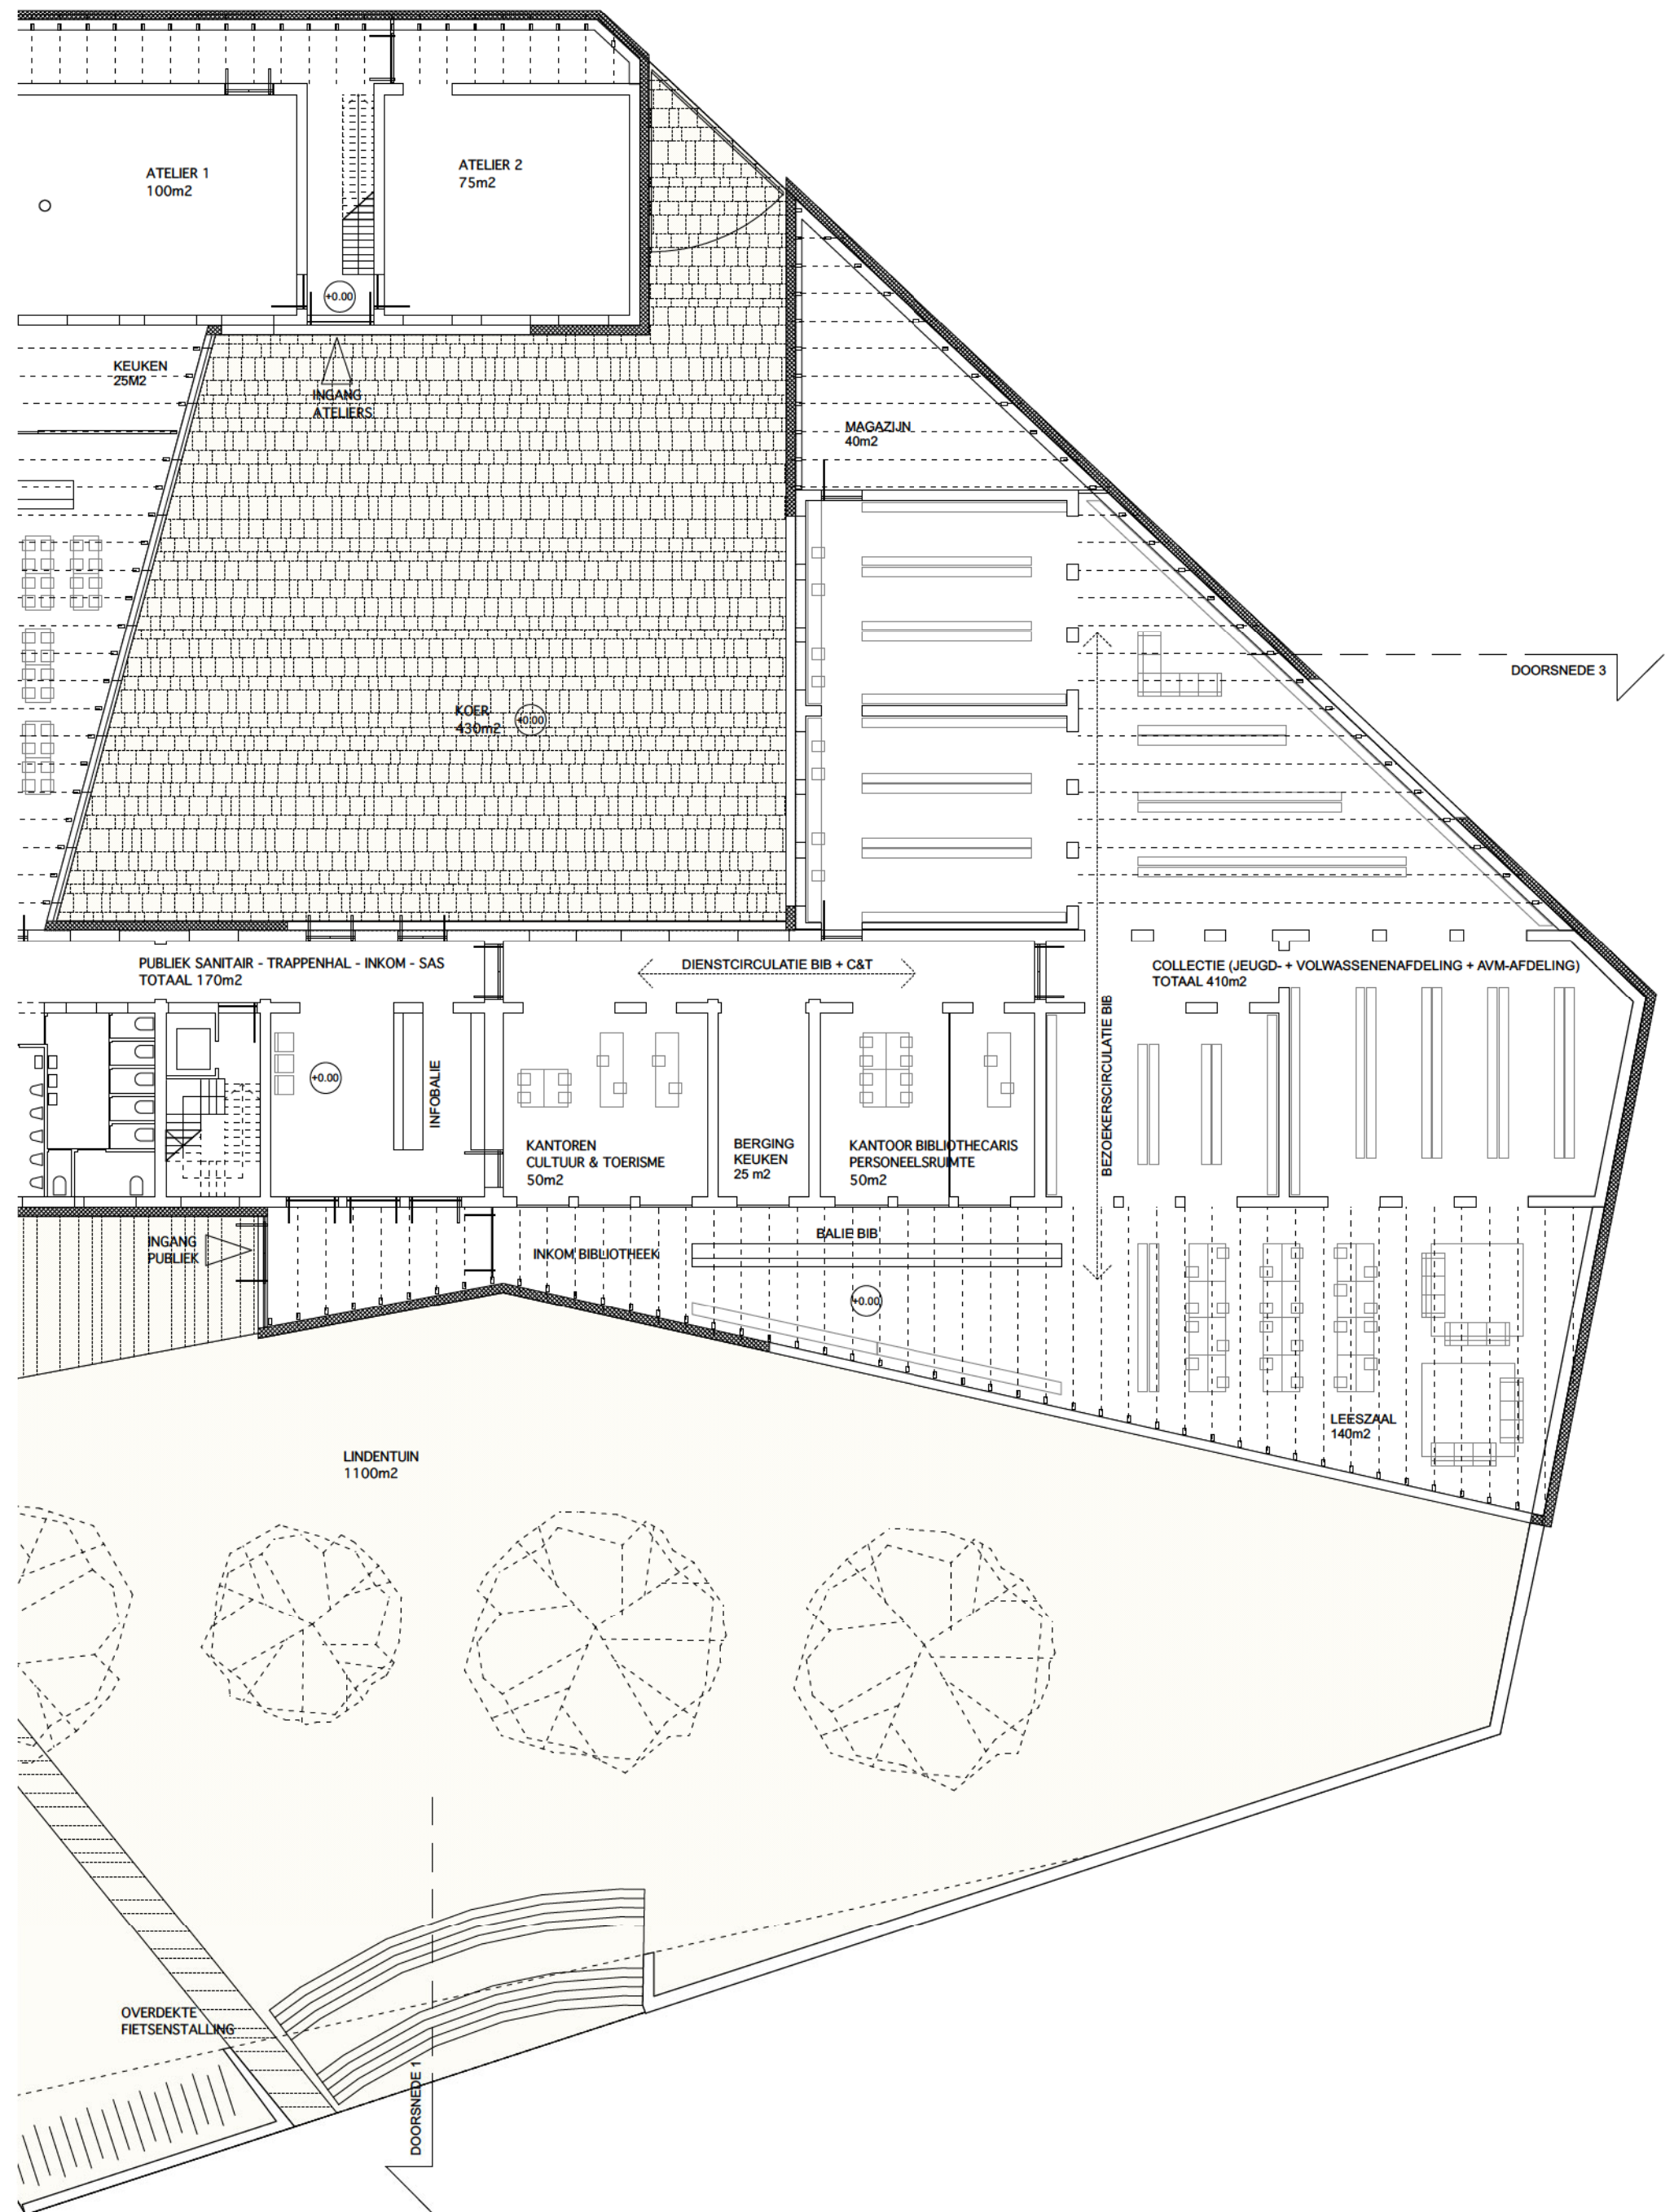 ATELIER 1
100m2
ATELIER 2
75m2
+0.00
KEUKEN
25M2
INGANG
ATELIERS
MAGAZIJN
40m2
DOORSNEDE 3
KOER
430m2
+0.00
PUBLIEK SANITAIR - TRAPPENHAL - INKOM - SAS
TOTAAL 170m2
DIENSTCIRCULATIE BIB + C&T
COLLECTIE (JEUGD- + VOLWASSENENAFDELING + AVM-AFDELING)
TOTAAL 410m2
BEZOEKERSCIRCULATIE BIB
+0.00
INFOBALIE
KANTOREN
CULTUUR & TOERISME
50m2
BERGING
KEUKEN
25 m2
KANTOOR BIBLIOTHECARIS
PERSONEELSRUIMTE
50m2
INGANG
PUBLIEK
INKOM BIBLIOTHEEK
BALIE BIB
+0.00
LEESZAAL
140m2
LINDENTUIN
1100m2
OVERDEKTE
FIETSENSTALLING
DOORSNEDE 1